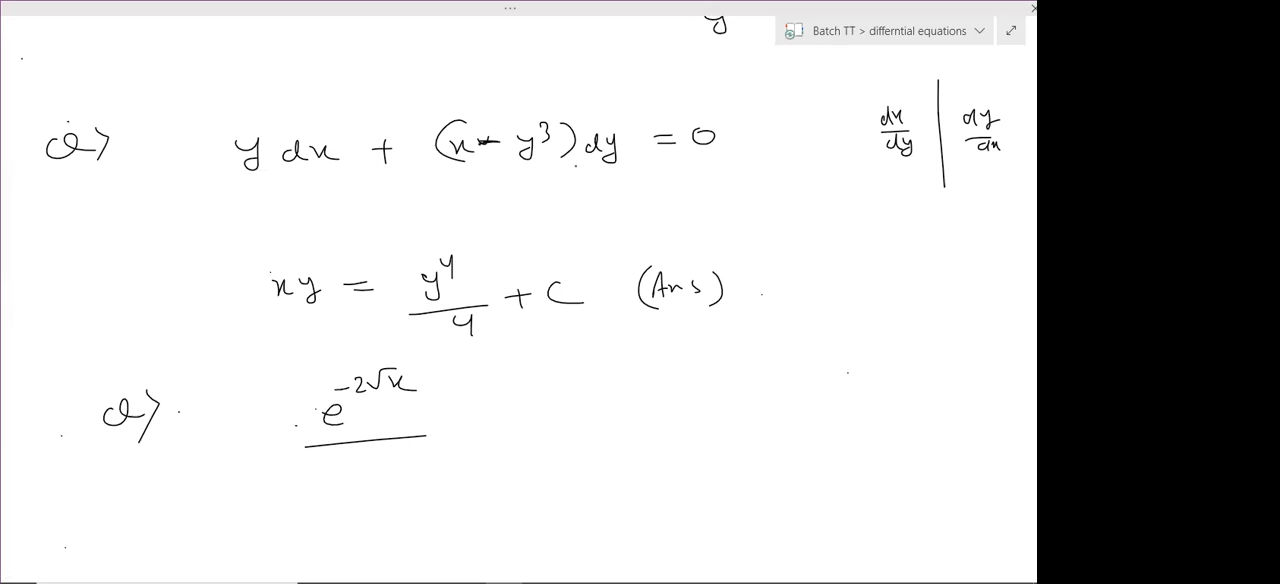 y
Batch TT > differntial equations
Q> y dx + (x - y³) dy = 0
dx/dy | dy/dx
xy = y⁴/4 + C (Ans)
Q> e^(-2√x)